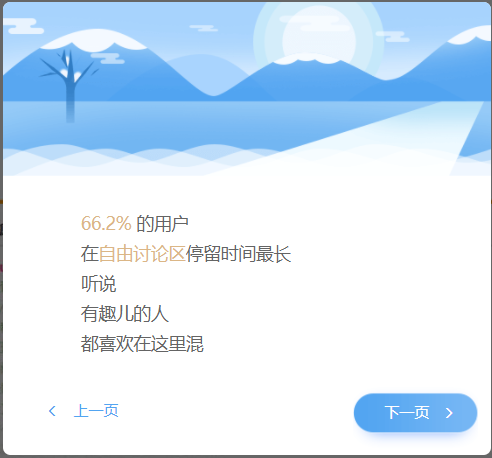 66.2% 的用户
在自由讨论区停留时间最长
听说
有趣儿的人
都喜欢在这里混
上一页
下一页